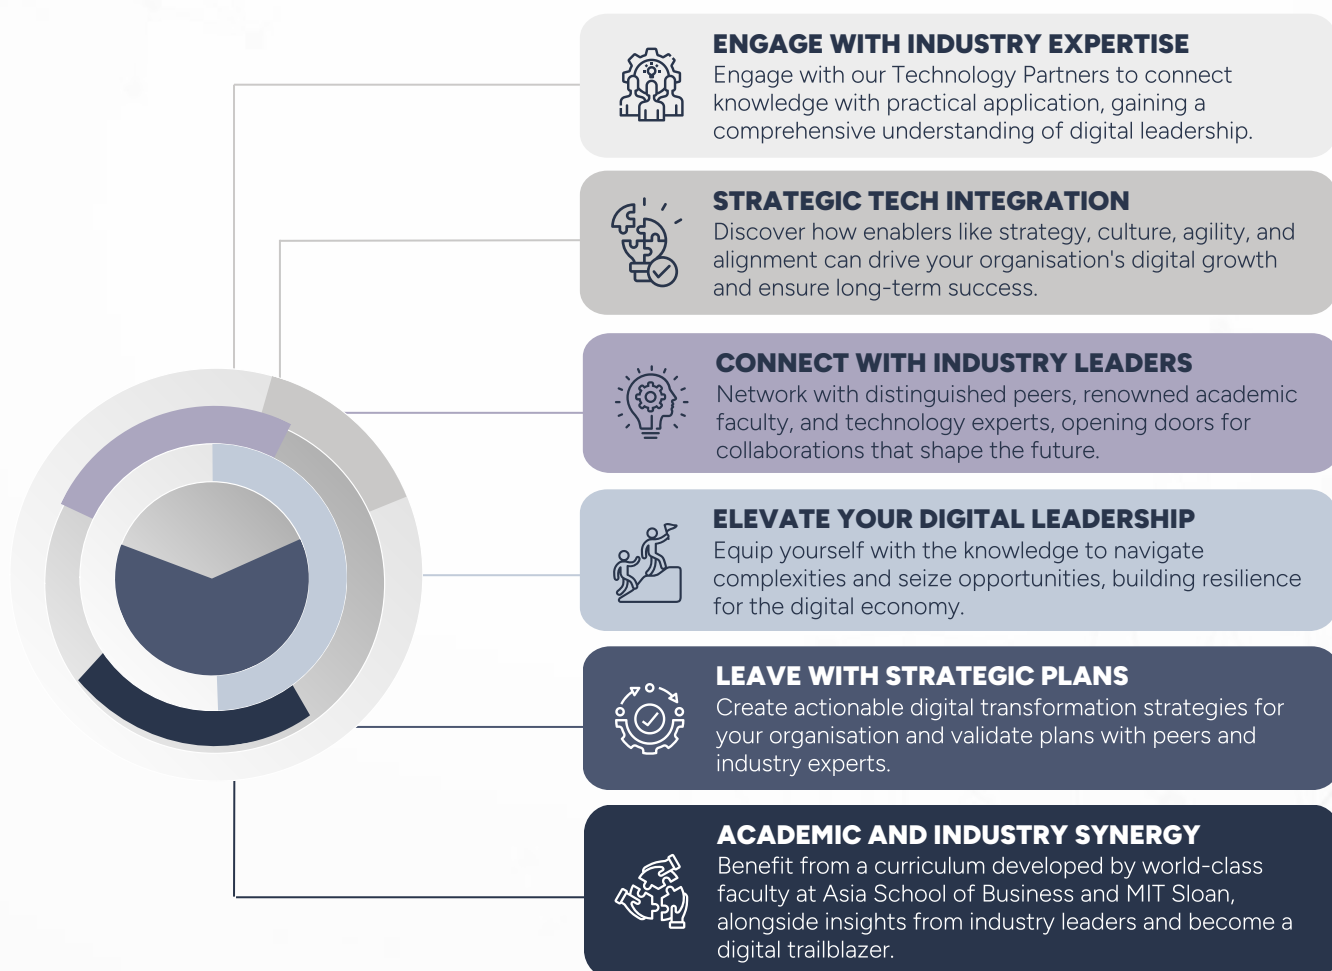 ENGAGE WITH INDUSTRY EXPERTISE
Engage with our Technology Partners to connect
knowledge with practical application, gaining a
comprehensive understanding of digital leadership.
STRATEGIC TECH INTEGRATION
Discover how enablers like strategy, culture, agility, and
alignment can drive your organisation's digital growth
and ensure long-term success.
CONNECT WITH INDUSTRY LEADERS
Network with distinguished peers, renowned academic
faculty, and technology experts, opening doors for
collaborations that shape the future.
ELEVATE YOUR DIGITAL LEADERSHIP
Equip yourself with the knowledge to navigate
complexities and seize opportunities, building resilience
for the digital economy.
LEAVE WITH STRATEGIC PLANS
Create actionable digital transformation strategies for
your organisation and validate plans with peers and
industry experts.
ACADEMIC AND INDUSTRY SYNERGY
Benefit from a curriculum developed by world-class
faculty at Asia School of Business and MIT Sloan,
alongside insights from industry leaders and become a
digital trailblazer.